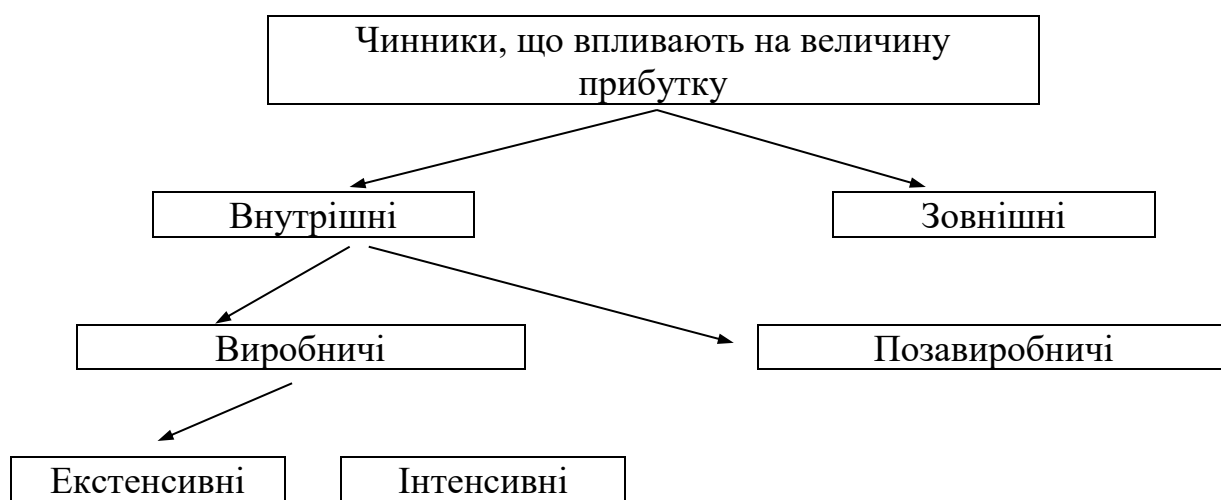 Чинники, що впливають на величину
прибутку
Внутрішні
Зовнішні
Виробничі
Позавиробничі
Екстенсивні
Інтенсивні